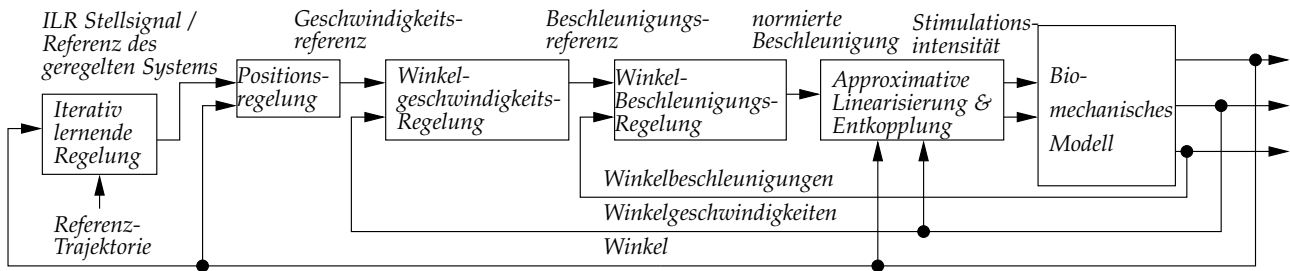 ILR Stellsignal /
Referenz des
geregelten Systems
Geschwindigkeits-
referenz
Beschleunigungs-
referenz
normierte
Beschleunigung
Stimulations-
intensität
Iterativ
lernende
Regelung
Positions-
regelung
Winkel-
geschwindigkeits-
Regelung
Winkel-
Beschleunigungs-
Regelung
Approximative
Linearisierung &
Entkopplung
Bio-
mechanisches
Modell
Referenz-
Trajektorie
Winkelbeschleunigungen
Winkelgeschwindigkeiten
Winkel